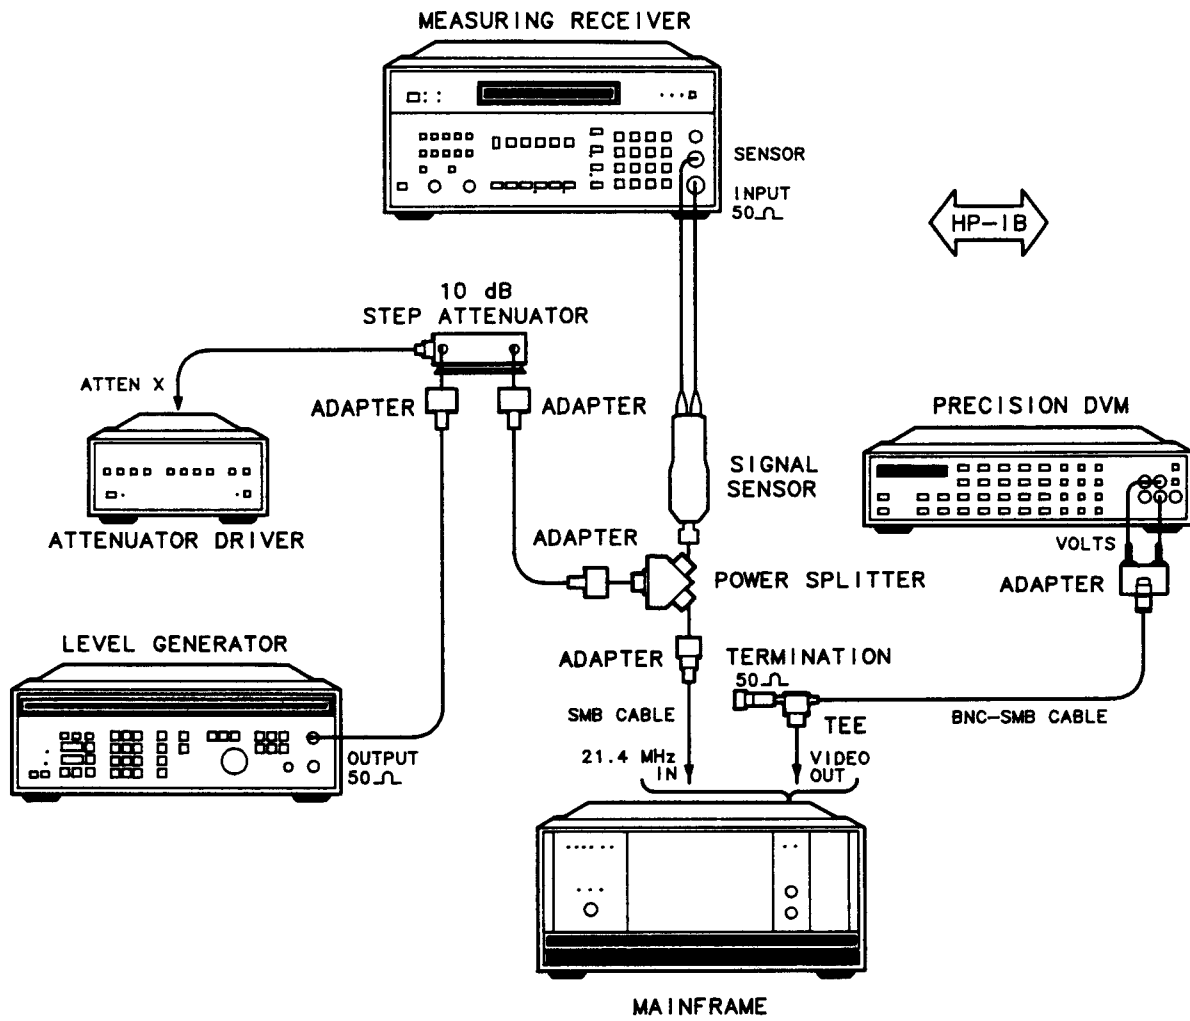 MEASURING RECEIVER
SENSOR
INPUT
50Ω
HP-IB
10 dB
STEP ATTENUATOR
ATTEN X
ADAPTER
ADAPTER
PRECISION DVM
SIGNAL
SENSOR
ATTENUATOR DRIVER
ADAPTER
VOLTS
POWER SPLITTER
ADAPTER
LEVEL GENERATOR
ADAPTER
TERMINATION
50Ω
SMB CABLE
TEE
BNC-SMB CABLE
OUTPUT
50Ω
21.4 MHz
IN
VIDEO
OUT
MAINFRAME